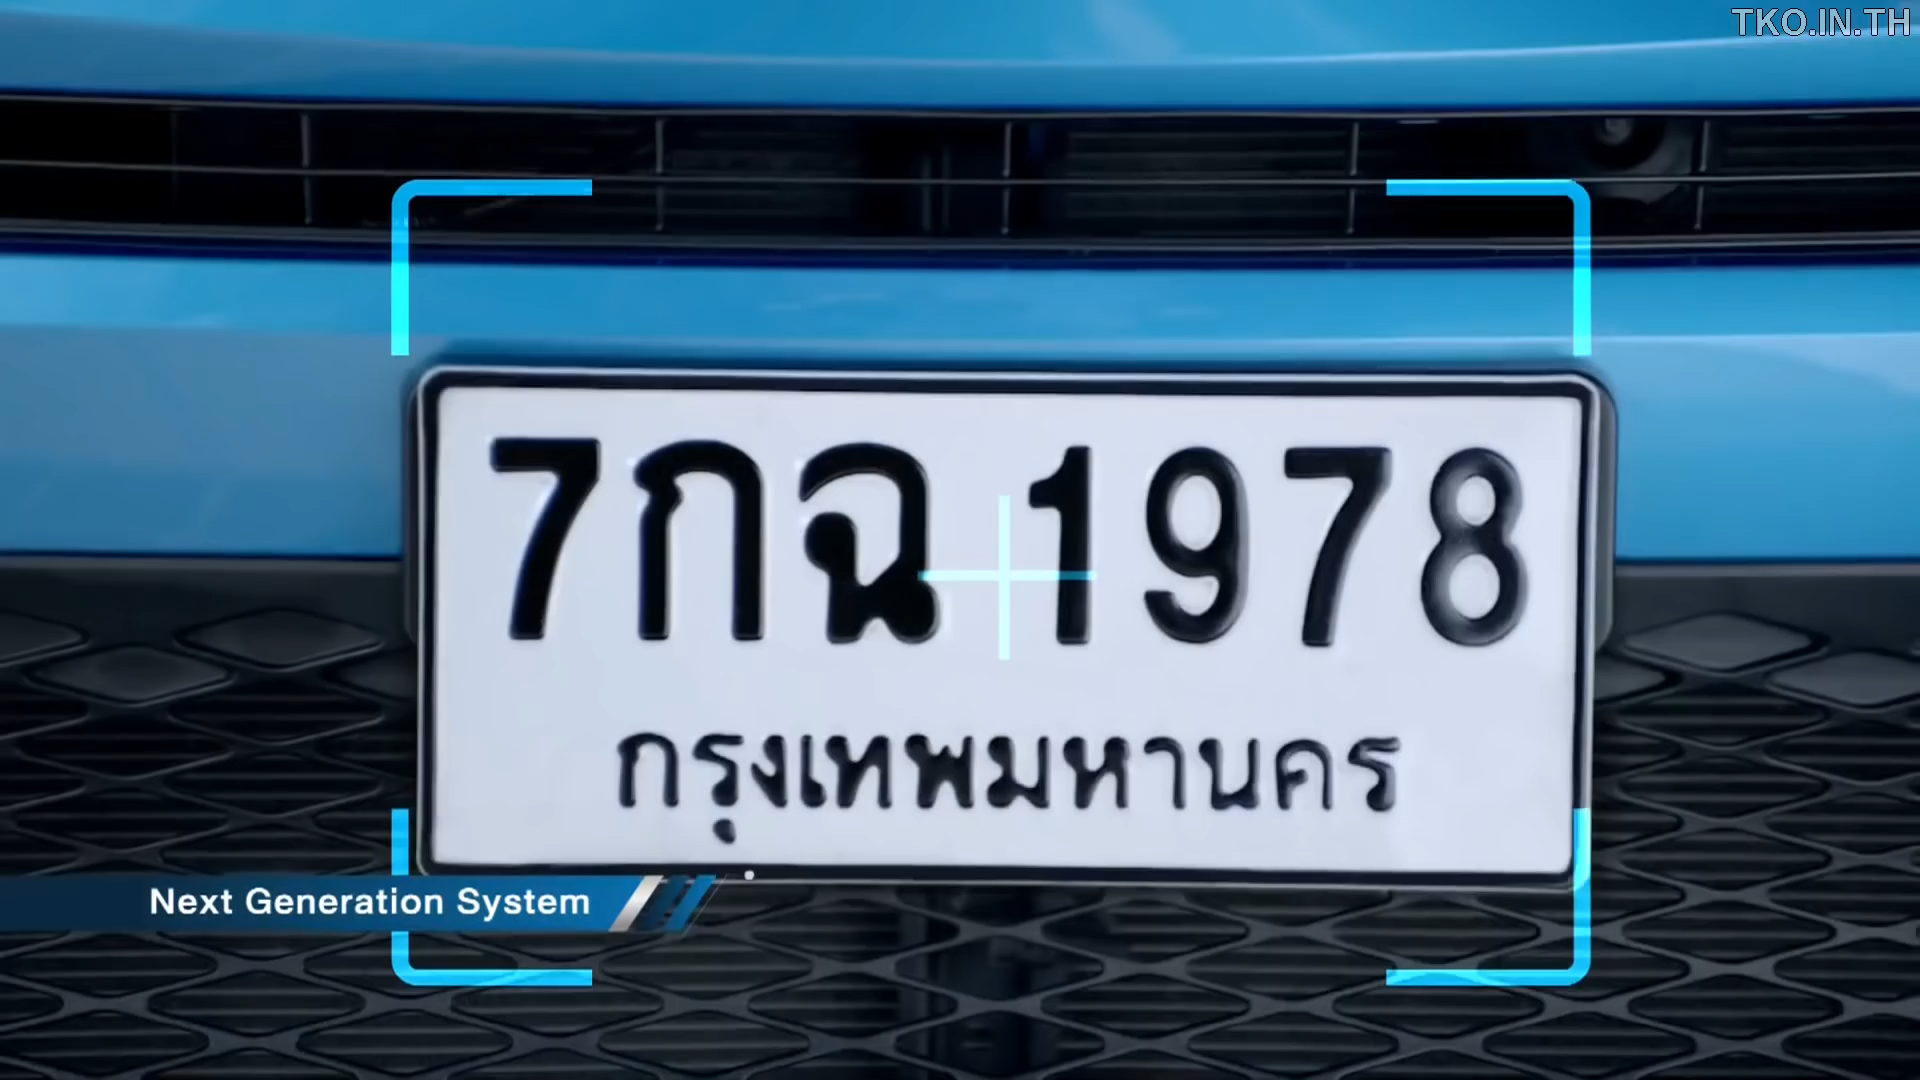 TKO.IN.TH
7กฉ 1978
กรุงเทพมหานคร
Next Generation System